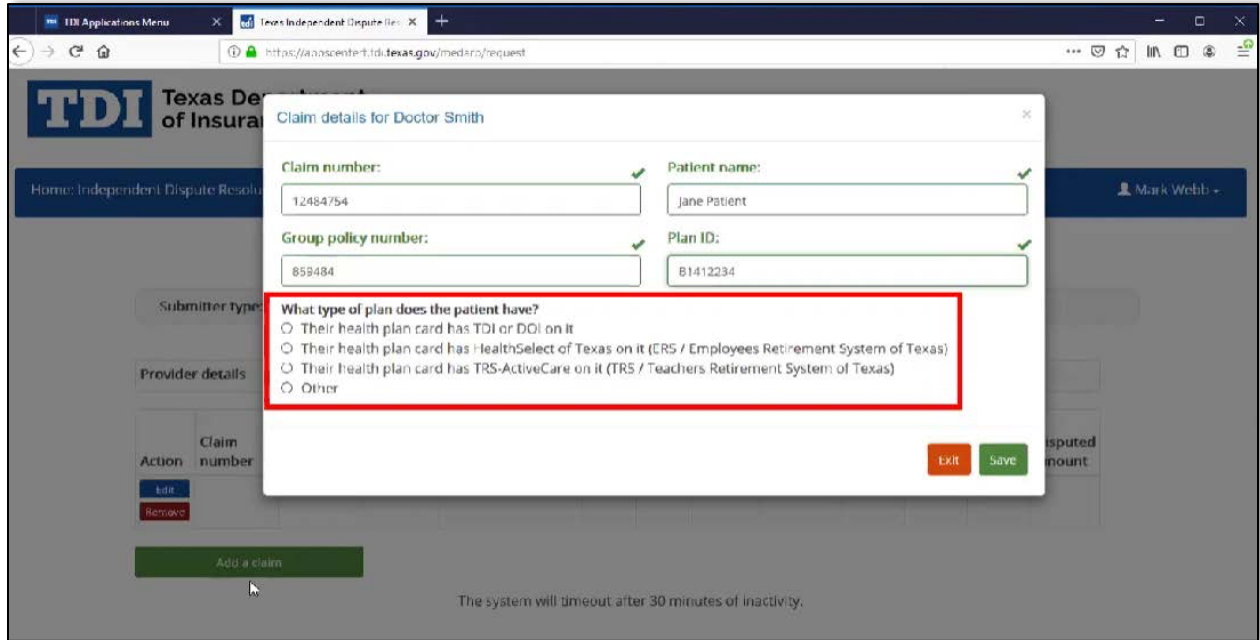 TDI Applications Menu
Texas Independent Dispute Res
texas.gov/medarb/request
TDI
Texas Department
of Insura
Home: Independent Dispute Resolu
Mark Webb
Claim details for Doctor Smith
Claim number:
Patient name:
12484754
Jane Patient
Group policy number:
Plan ID:
859484
B1412234
What type of plan does the patient have?
Their health plan card has TDI or DOI on it
Their health plan card has HealthSelect of Texas on it (ERS / Employees Retirement System of Texas)
Their health plan card has TRS-ActiveCare on it (TRS / Teachers Retirement System of Texas)
Other
Exit
Save
Submitter type:
Provider details
Action
Claim
number
isputed
mount
Edit
Remove
Add a claim
The system will timeout after 30 minutes of inactivity.